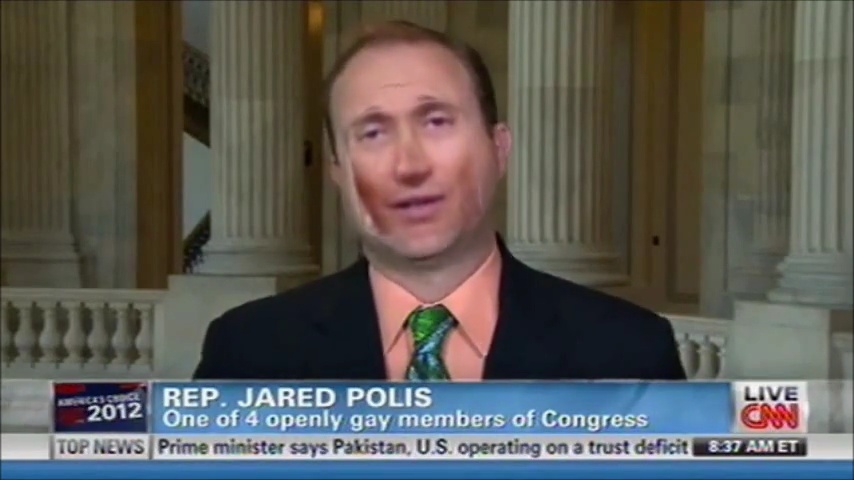 AMERICA'S CHOICE
2012
REP. JARED POLIS
One of 4 openly gay members of Congress
LIVE
CNN
TOP NEWS
Prime minister says Pakistan, U.S. operating on a trust deficit
8:37 AM ET